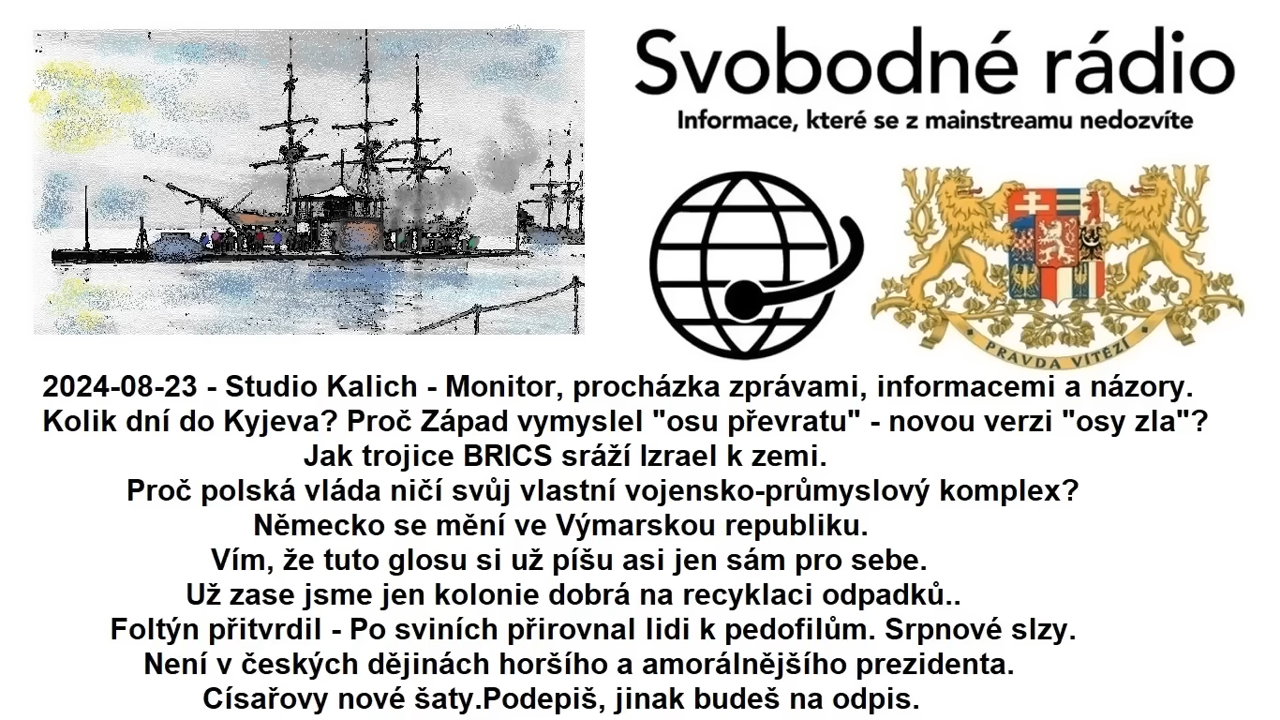 Svobodné rádio
Informace, které se z mainstreamu nedozvíte
PRAVDA VÍTĚZÍ
2024-08-23 - Studio Kalich - Monitor, procházka zprávami, informacemi a názory.
Kolik dní do Kyjeva? Proč Západ vymyslel "osu převratu" - novou verzi "osy zla"?
Jak trojice BRICS sráží Izrael k zemi.
Proč polská vláda ničí svůj vlastní vojensko-průmyslový komplex?
Německo se mění ve Výmarskou republiku.
Vím, že tuto glosu si už píšu asi jen sám pro sebe.
Už zase jsme jen kolonie dobrá na recyklaci odpadků..
Foltýn přitvrdil - Po sviních přirovnal lidi k pedofilům. Srpnové slzy.
Není v českých dějinách horšího a amorálnějšího prezidenta.
Císařovy nové šaty.Podepiš, jinak budeš na odpis.